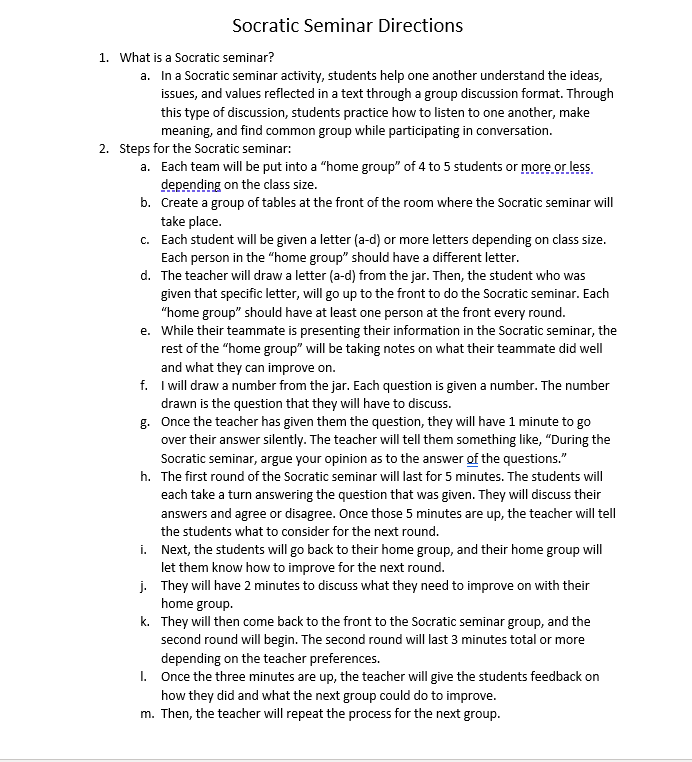 Socratic Seminar Directions
1. What is a Socratic seminar?
a. In a Socratic seminar activity, students help one another understand the ideas,
issues, and values reflected in a text through a group discussion format. Through
this type of discussion, students practice how to listen to one another, make
meaning, and find common group while participating in conversation.
2. Steps for the Socratic seminar:
a. Each team will be put into a “home group” of 4 to 5 students or more or less
depending on the class size.
b. Create a group of tables at the front of the room where the Socratic seminar will
take place.
c. Each student will be given a letter (a-d) or more letters depending on class size.
Each person in the “home group” should have a different letter.
d. The teacher will draw a letter (a-d) from the jar. Then, the student who was
given that specific letter, will go up to the front to do the Socratic seminar. Each
“home group” should have at least one person at the front every round.
e. While their teammate is presenting their information in the Socratic seminar, the
rest of the “home group” will be taking notes on what their teammate did well
and what they can improve on.
f. I will draw a number from the jar. Each question is given a number. The number
drawn is the question that they will have to discuss.
g. Once the teacher has given them the question, they will have 1 minute to go
over their answer silently. The teacher will tell them something like, “During the
Socratic seminar, argue your opinion as to the answer of the questions.”
h. The first round of the Socratic seminar will last for 5 minutes. The students will
each take a turn answering the question that was given. They will discuss their
answers and agree or disagree. Once those 5 minutes are up, the teacher will tell
the students what to consider for the next round.
i. Next, the students will go back to their home group, and their home group will
let them know how to improve for the next round.
j. They will have 2 minutes to discuss what they need to improve on with their
home group.
k. They will then come back to the front to the Socratic seminar group, and the
second round will begin. The second round will last 3 minutes total or more
depending on the teacher preferences.
l. Once the three minutes are up, the teacher will give the students feedback on
how they did and what the next group could do to improve.
m. Then, the teacher will repeat the process for the next group.